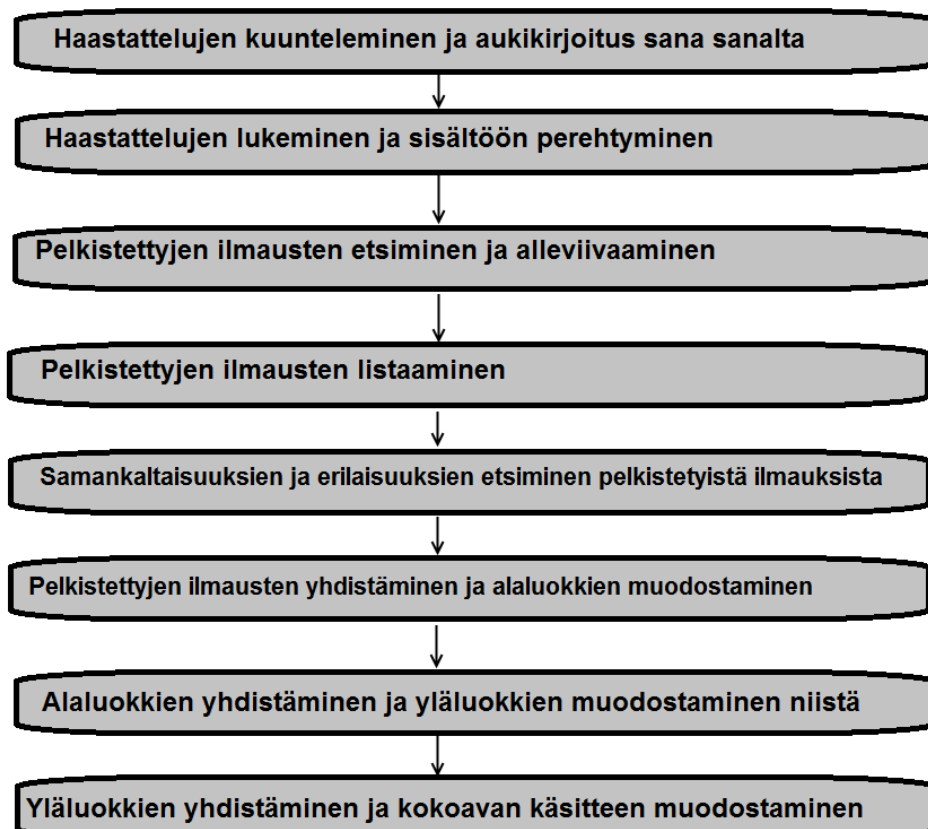 Haastattelujen kuunteleminen ja aukikirjoitus sana sanalta
Haastattelujen lukeminen ja sisältöön perehtyminen
Pelkistettyjen ilmausten etsiminen ja alleviivaaminen
Pelkistettyjen ilmausten listaaminen
Samankaltaisuuksien ja erilaisuuksien etsiminen pelkistetyistä ilmauksista
Pelkistettyjen ilmausten yhdistäminen ja alaluokkien muodostaminen
Alaluokkien yhdistäminen ja yläluokkien muodostaminen niistä
Yläluokkien yhdistäminen ja kokoavan käsitteen muodostaminen